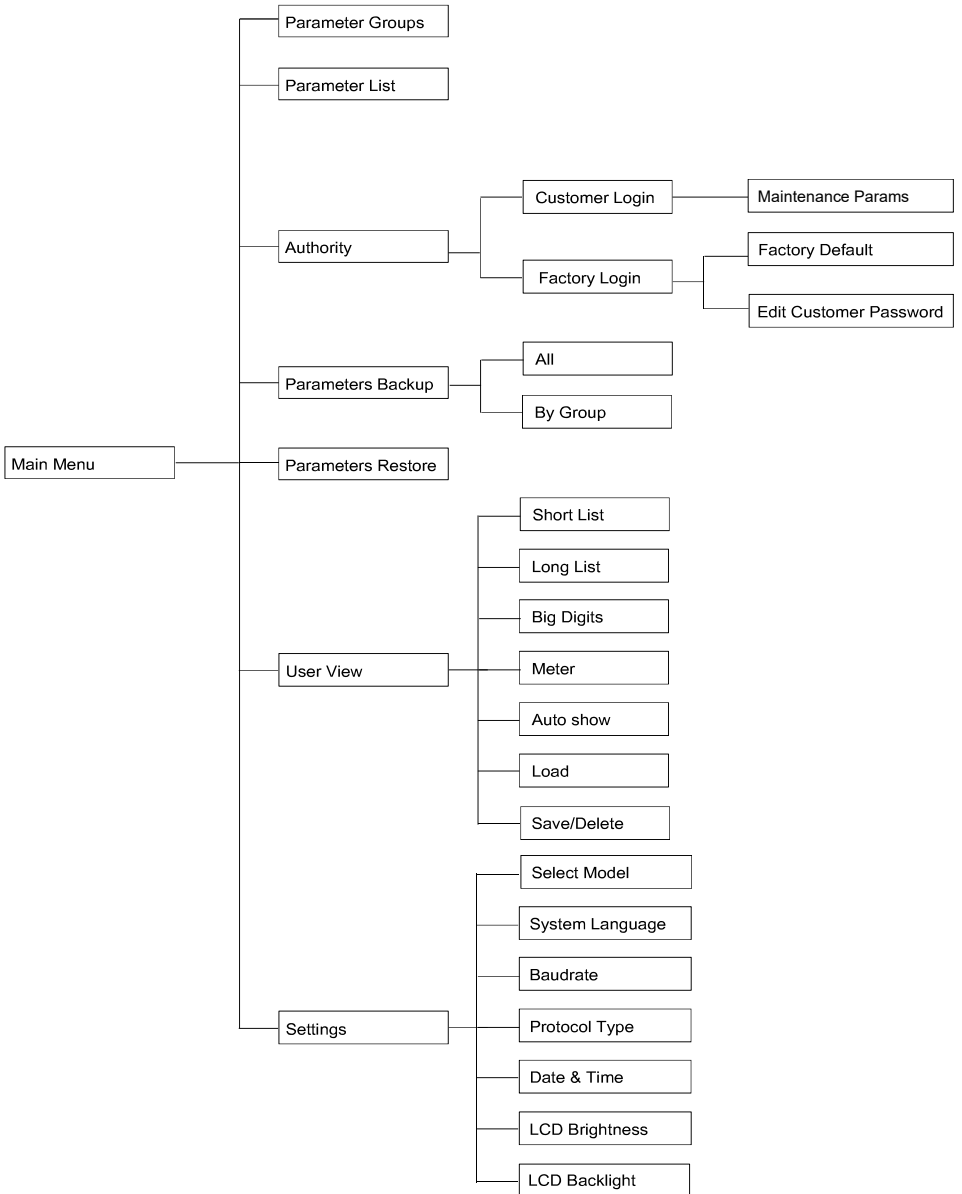 Parameter Groups
Parameter List
Authority
Customer Login
Maintenance Params
Factory Login
Factory Default
Edit Customer Password
Parameters Backup
All
By Group
Main Menu
Parameters Restore
User View
Short List
Long List
Big Digits
Meter
Auto show
Load
Save/Delete
Settings
Select Model
System Language
Baudrate
Protocol Type
Date & Time
LCD Brightness
LCD Backlight